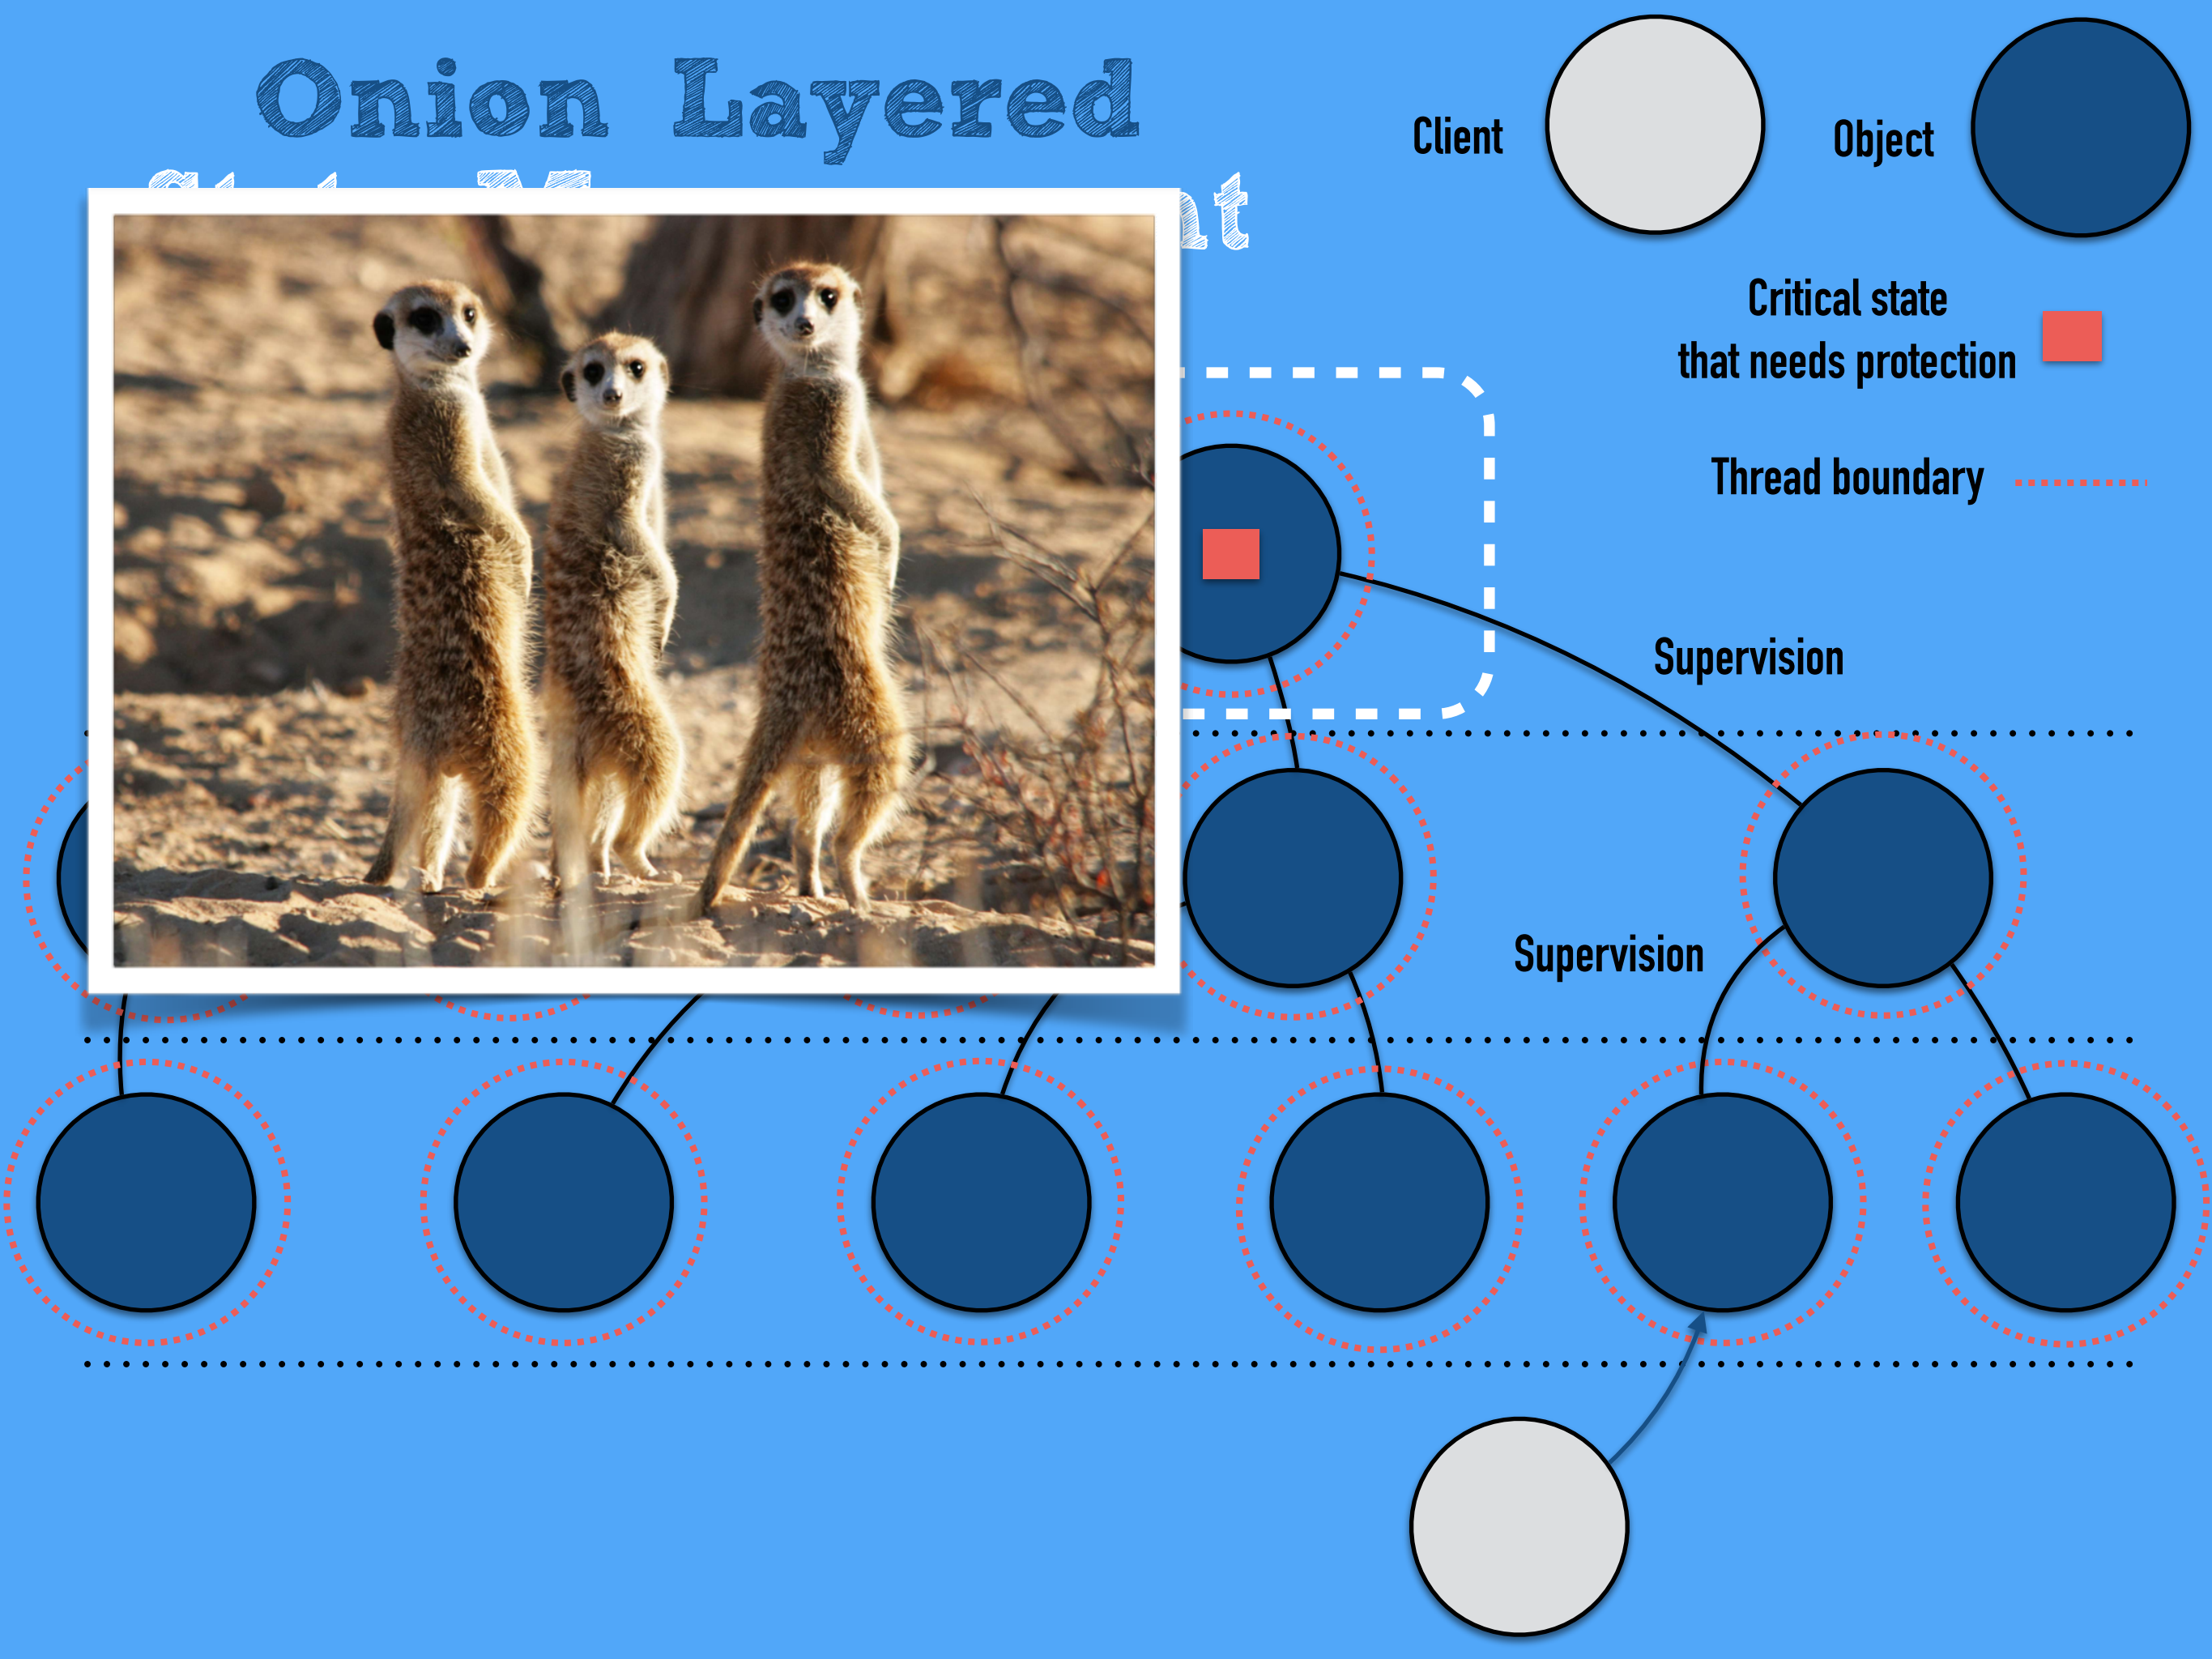 Onion Layered
Client
Object
Critical state
that needs protection
Thread boundary
Supervision
Supervision